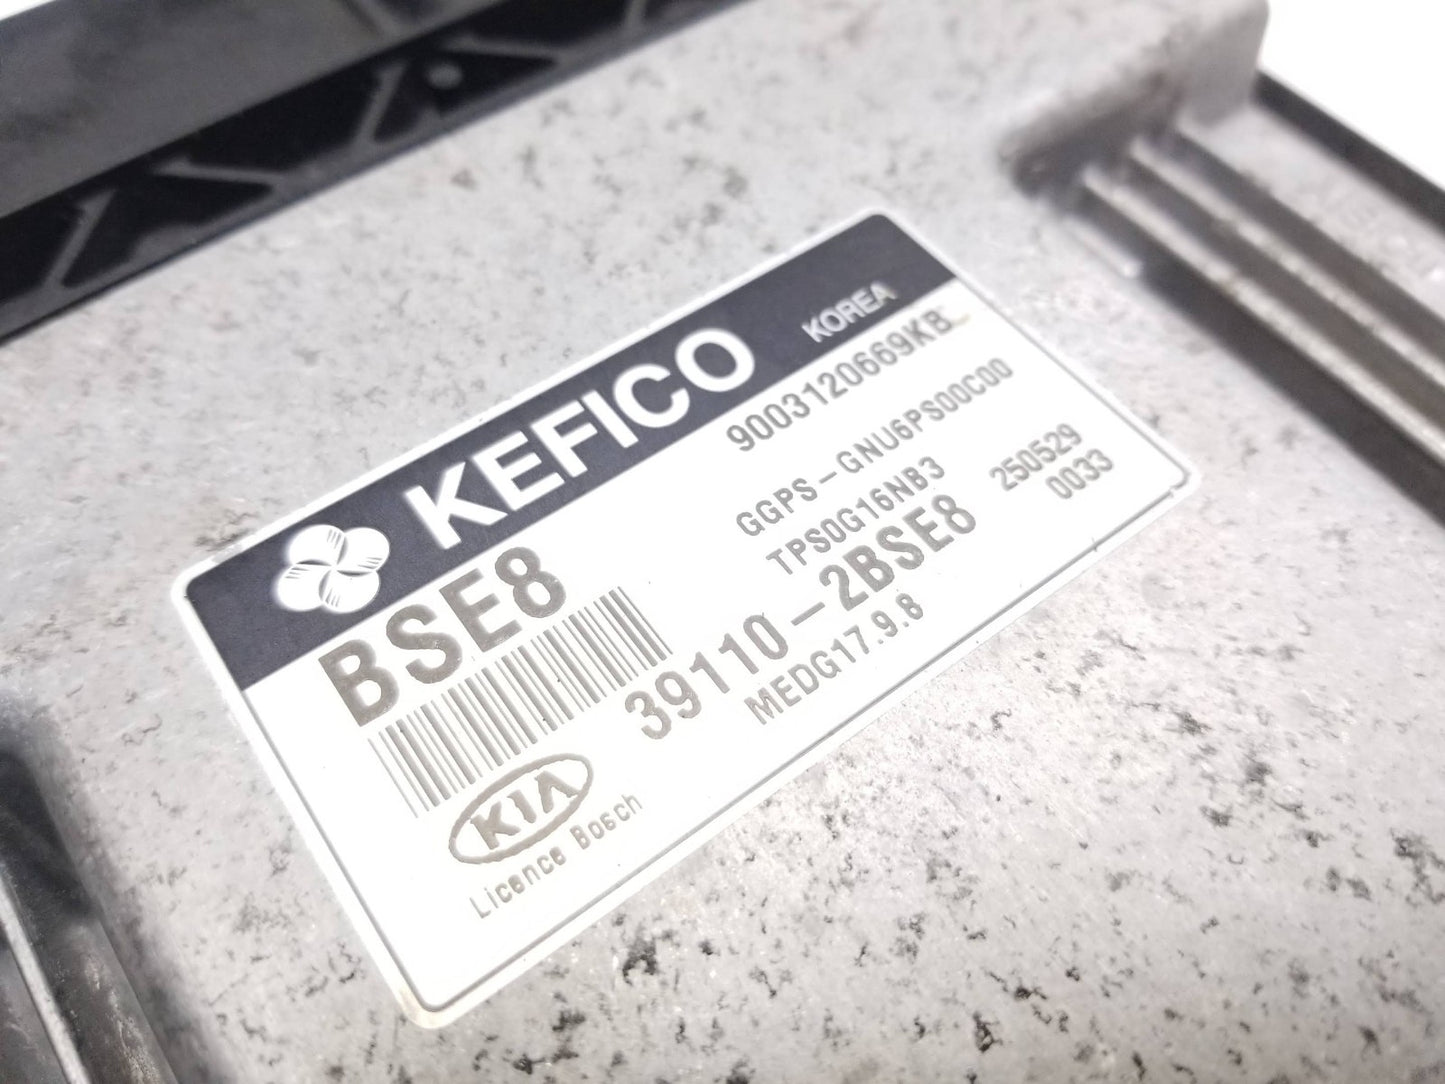 KEFICO KOREA
BSE8
9003120669KB
GGPS-GNU6PS00C00
TPS0G16NB3 250529
39110-2BSE8 0033
MEDG17.9.8
KIA
Licence Bosch